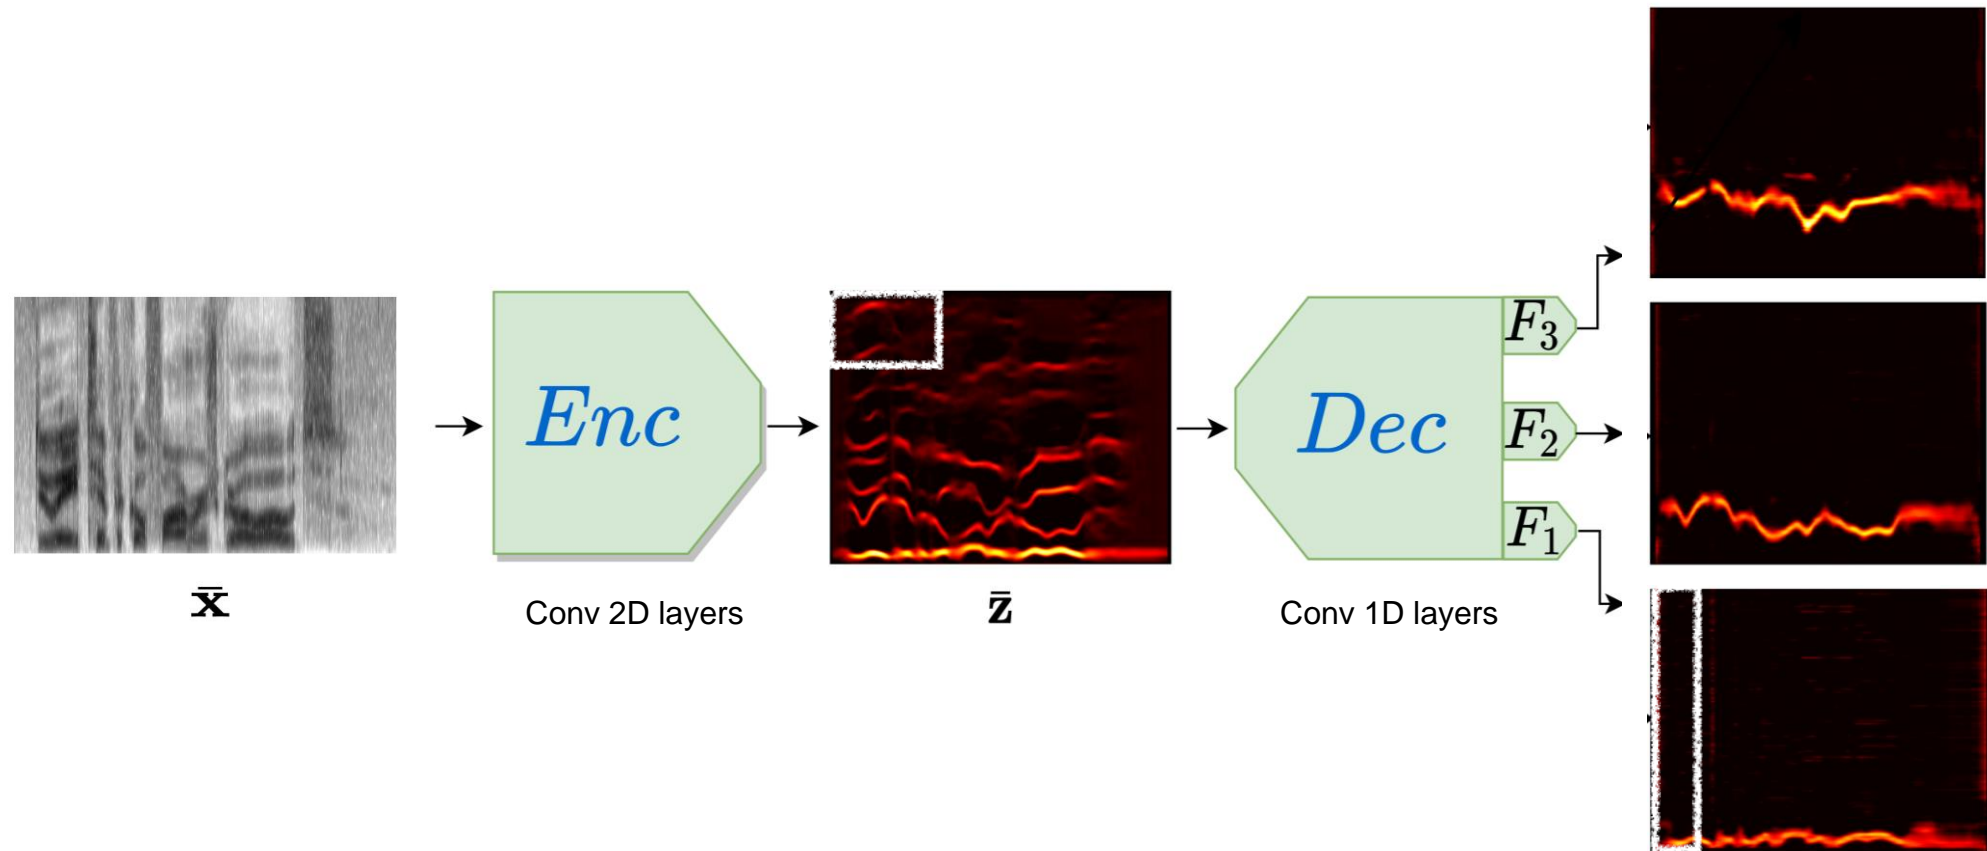 Enc
Dec
F₃
F₂
F₁
x̄
Conv 2D layers
z̄
Conv 1D layers